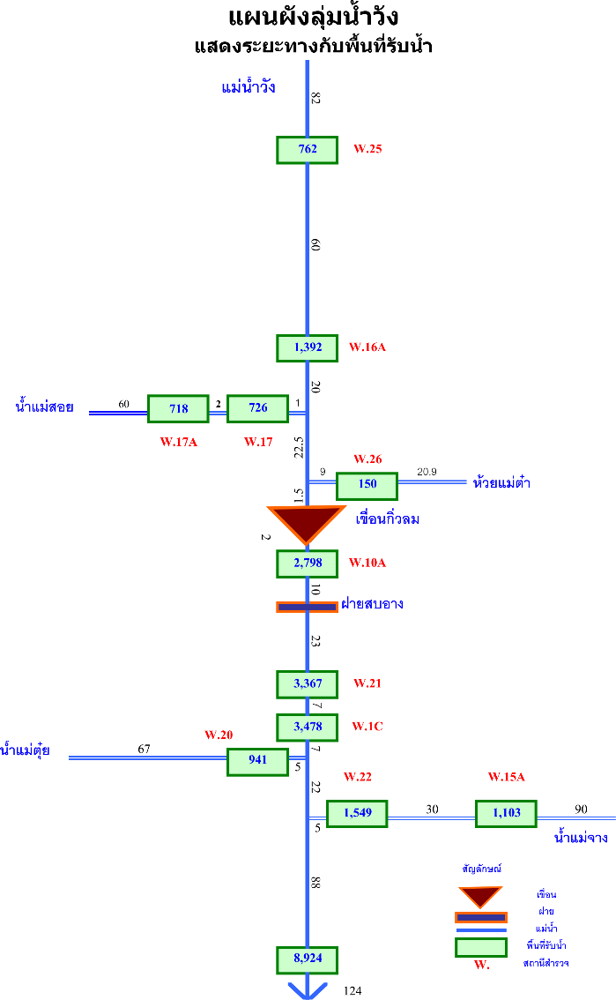 แผนผังลุ่มน้ำวัง
แสดงระยะทางกับพื้นที่รับน้ำ
แม่น้ำวัง
82
762 W.25
60
1,392 W.16A
20
น้ำแม่สอย 60 718 2 726 1
W.17A W.17
22.5
W.26
9 150 20.9 ห้วยแม่ต๋า
1.5
เขื่อนกิ่วลม
2
2,798 W.10A
10
ฝายสบอาง
23
3,367 W.21
7
3,478 W.1C
W.20
7
น้ำแม่ตุ๋ย 67 941 5
W.22 W.15A
22
1,549 30 1,103 90
5
น้ำแม่จาง
สัญลักษณ์
88
เขื่อน
ฝาย
แม่น้ำ
พื้นที่รับน้ำ
W. สถานีสำรวจ
8,924
124